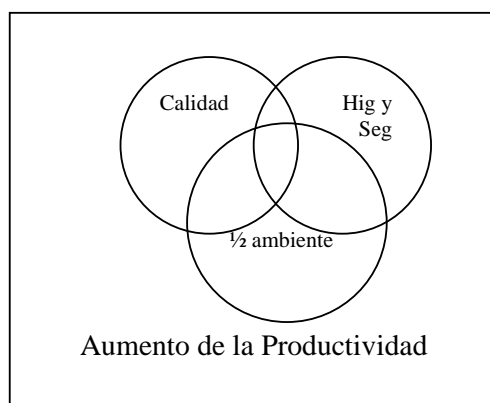 Calidad
Hig y
Seg
½ ambiente
Aumento de la Productividad